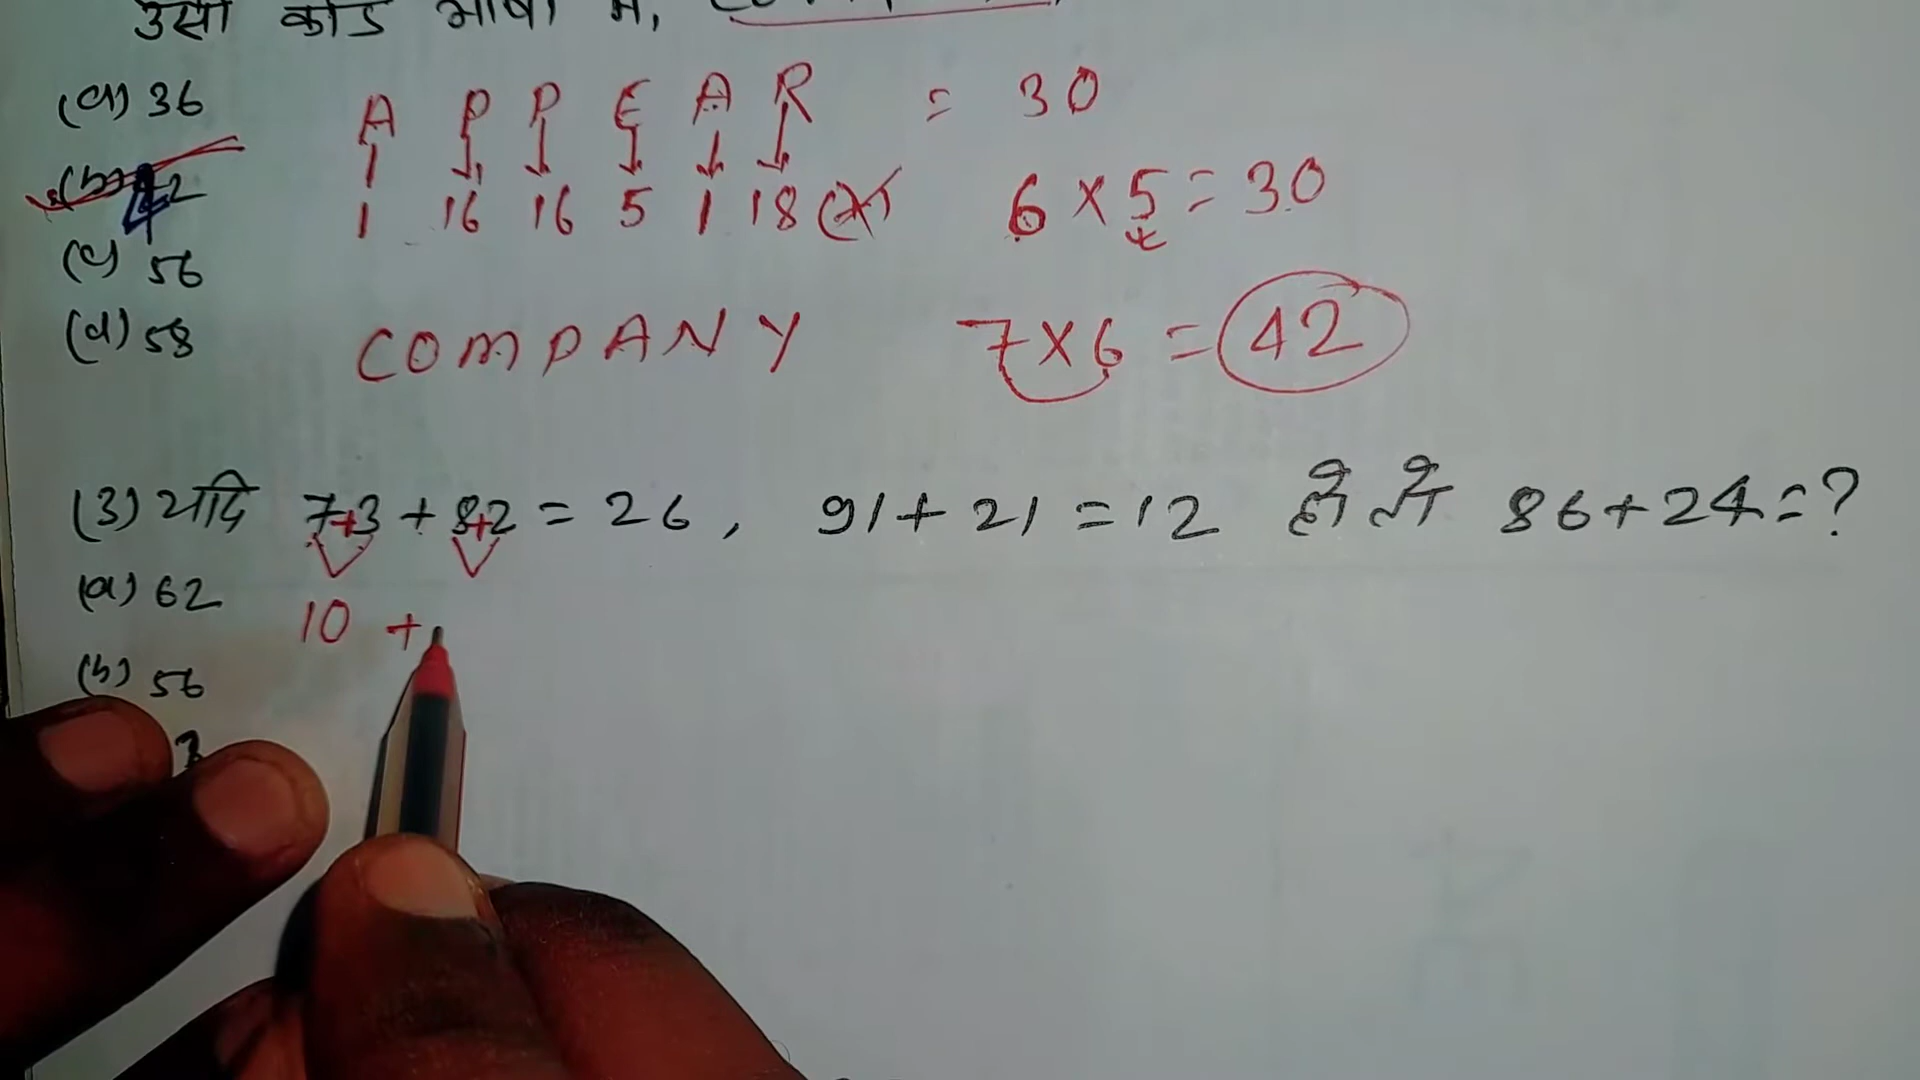 उसी कोड भाषा में,
(a) 36
A P P E A R = 30
(b) 42
1 16 16 5 1 18 (x) 6 × 5 = 30
(c) 56
(d) 58
COMPANY 7×6 = 42
(3) यदि 73 + 82 = 26, 91 + 21 = 12 हो तो 86+24=?
(a) 62
10 +
(b) 56